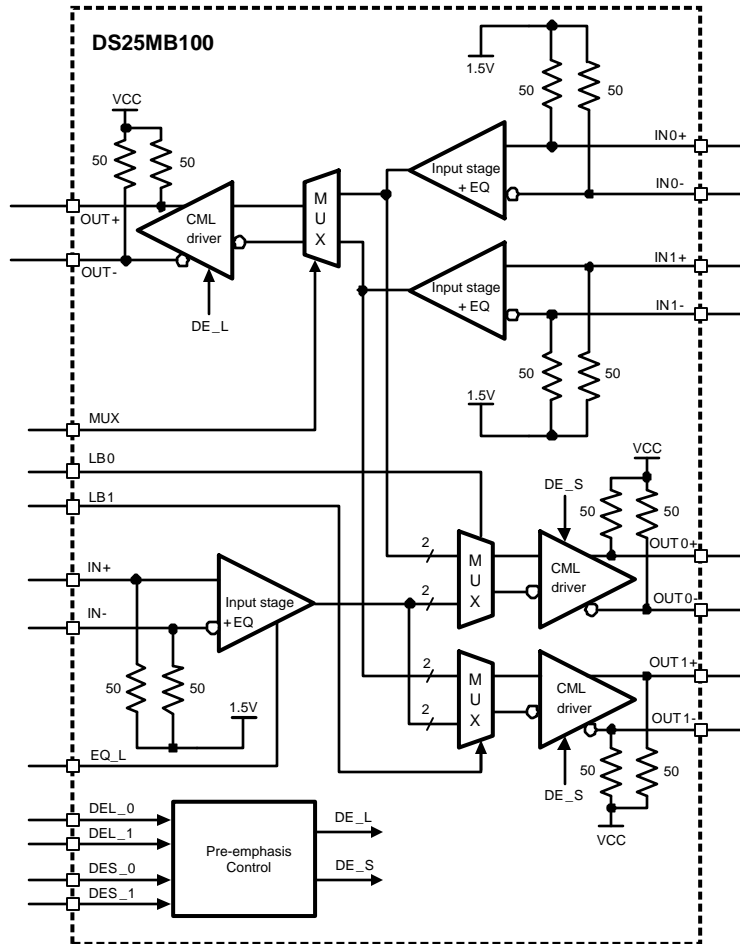 DS25MB100
1.5V
50
50
IN0+
IN0-
Input stage
+ EQ
VCC
50
50
OUT+
OUT-
CML
driver
DE_L
M
U
X
IN1+
IN1-
Input stage
+ EQ
50
50
1.5V
MUX
LB0
LB1
VCC
DE_S
50
50
2
2
M
U
X
CML
driver
OUT0+
OUT0-
IN+
IN-
Input stage
+ EQ
50
50
1.5V
EQ_L
2
2
M
U
X
CML
driver
OUT1+
OUT1-
DE_S
50
50
VCC
DEL_0
DEL_1
DES_0
DES_1
Pre-emphasis
Control
DE_L
DE_S